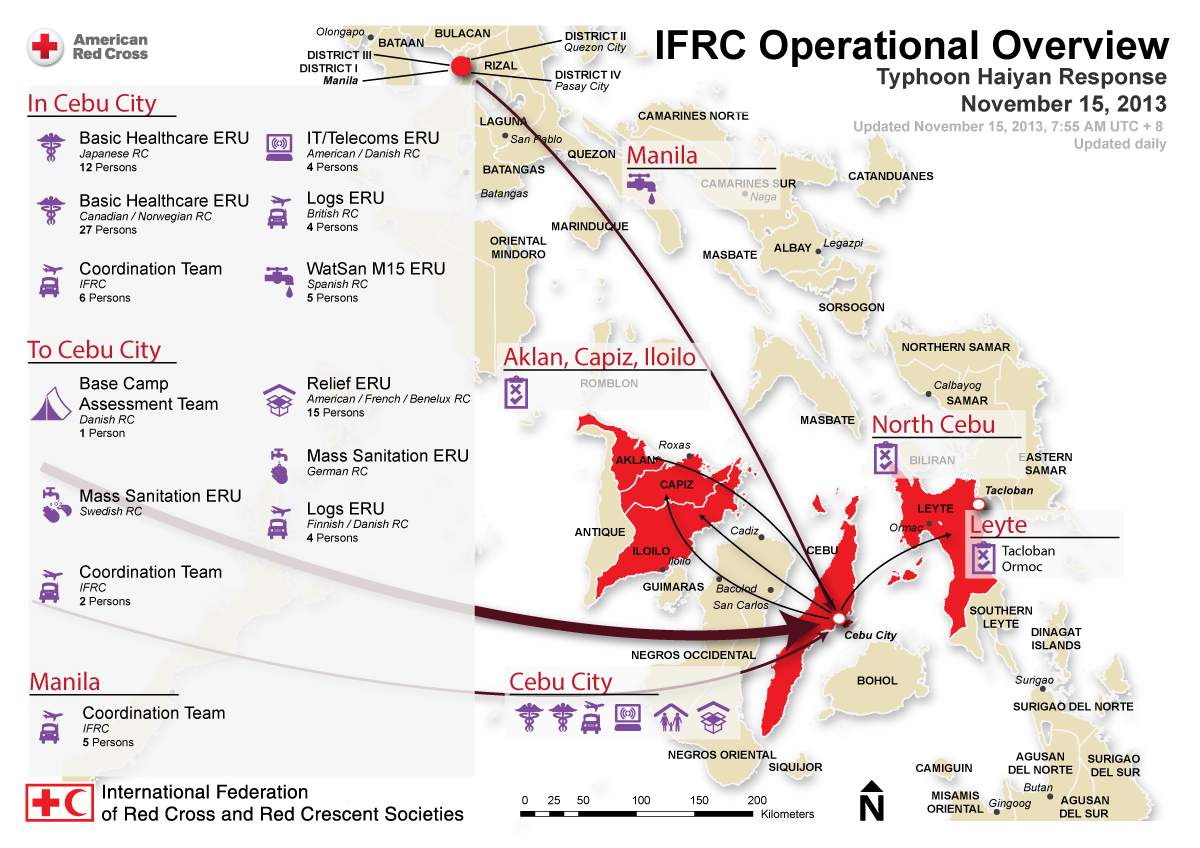 American
Red Cross
IFRC Operational Overview
Typhoon Haiyan Response
November 15, 2013
Updated November 15, 2013, 7:55 AM UTC + 8
Updated daily
In Cebu City
Basic Healthcare ERU
Japanese RC
12 Persons
Basic Healthcare ERU
Canadian / Norwegian RC
27 Persons
Coordination Team
IFRC
6 Persons
IT/Telecoms ERU
American / Danish RC
4 Persons
Logs ERU
British RC
4 Persons
WatSan M15 ERU
Spanish RC
5 Persons
To Cebu City
Base Camp
Assessment Team
Danish RC
1 Person
Mass Sanitation ERU
Swedish RC
Coordination Team
IFRC
2 Persons
Relief ERU
American / French / Benelux RC
15 Persons
Mass Sanitation ERU
German RC
Logs ERU
Finnish / Danish RC
4 Persons
Manila
Coordination Team
IFRC
5 Persons
International Federation
of Red Cross and Red Crescent Societies
Olongapo
BATAAN
BULACAN
DISTRICT II
Quezon City
DISTRICT III
DISTRICT I
Manila
RIZAL
DISTRICT IV
Pasay City
LAGUNA
San Pablo
QUEZON
BATANGAS
Batangas
CAMARINES NORTE
Manila
CAMARINES SUR
Naga
CATANDUANES
MARINDUQUE
ORIENTAL
MINDORO
ALBAY
Legazpi
MASBATE
SORSOGON
Aklan, Capiz, Iloilo
ROMBLON
NORTHERN SAMAR
Calbayog
SAMAR
MASBATE
North Cebu
BILIRAN
EASTERN
SAMAR
Roxas
AKLAN
CAPIZ
Tacloban
LEYTE
Ormac
Leyte
Tacloban
Ormoc
ANTIQUE
Cadiz
ILOILO
Iloilo
CEBU
GUIMARAS
Bacolod
San Carlos
SOUTHERN
LEYTE
Cebu City
DINAGAT
ISLANDS
NEGROS OCCIDENTAL
Cebu City
BOHOL
Surigao
SURIGAO DEL NORTE
NEGROS ORIENTAL
SIQUIJOR
CAMIGUIN
AGUSAN
DEL NORTE
SURIGAO
DEL SUR
MISAMIS
ORIENTAL
Gingoog
Butan
AGUSAN
DEL SUR
0 25 50 100 150 200
Kilometers
N